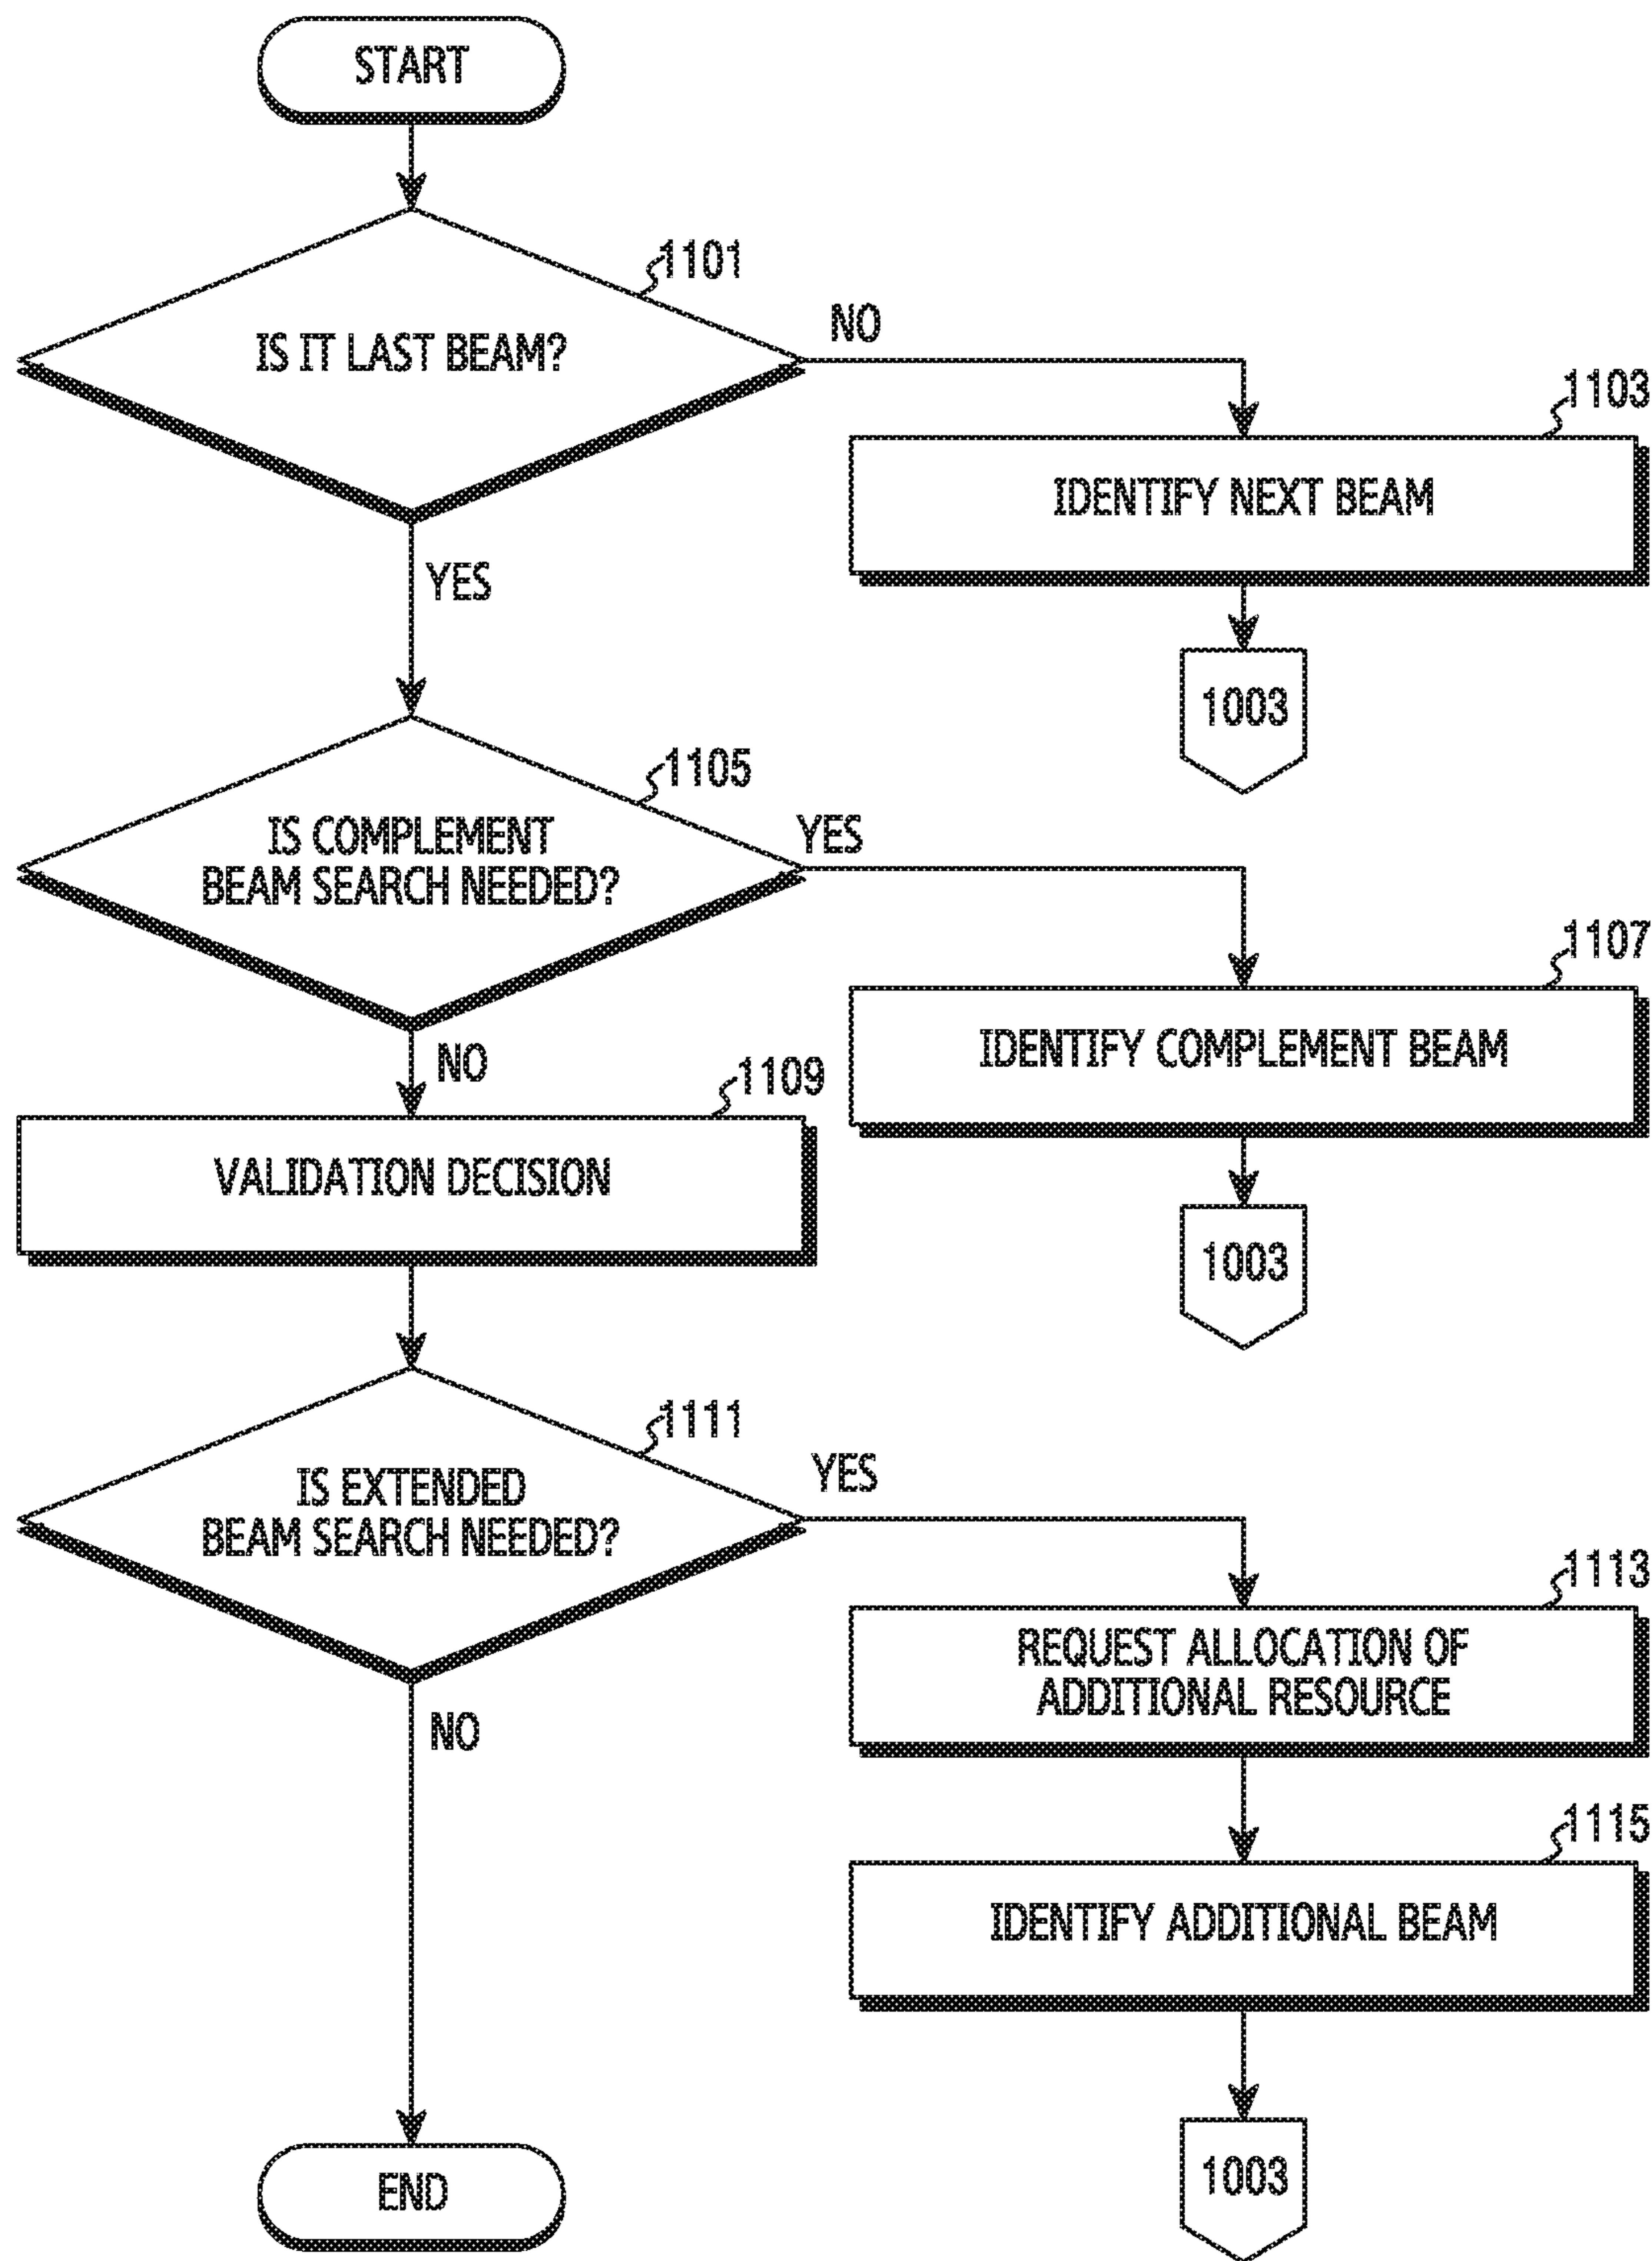 START
1101
IS IT LAST BEAM?
NO
1103
IDENTIFY NEXT BEAM
1003
YES
1105
IS COMPLEMENT
BEAM SEARCH NEEDED?
YES
1107
IDENTIFY COMPLEMENT BEAM
1003
NO
1109
VALIDATION DECISION
1111
IS EXTENDED
BEAM SEARCH NEEDED?
YES
1113
REQUEST ALLOCATION OF
ADDITIONAL RESOURCE
1115
IDENTIFY ADDITIONAL BEAM
1003
NO
END